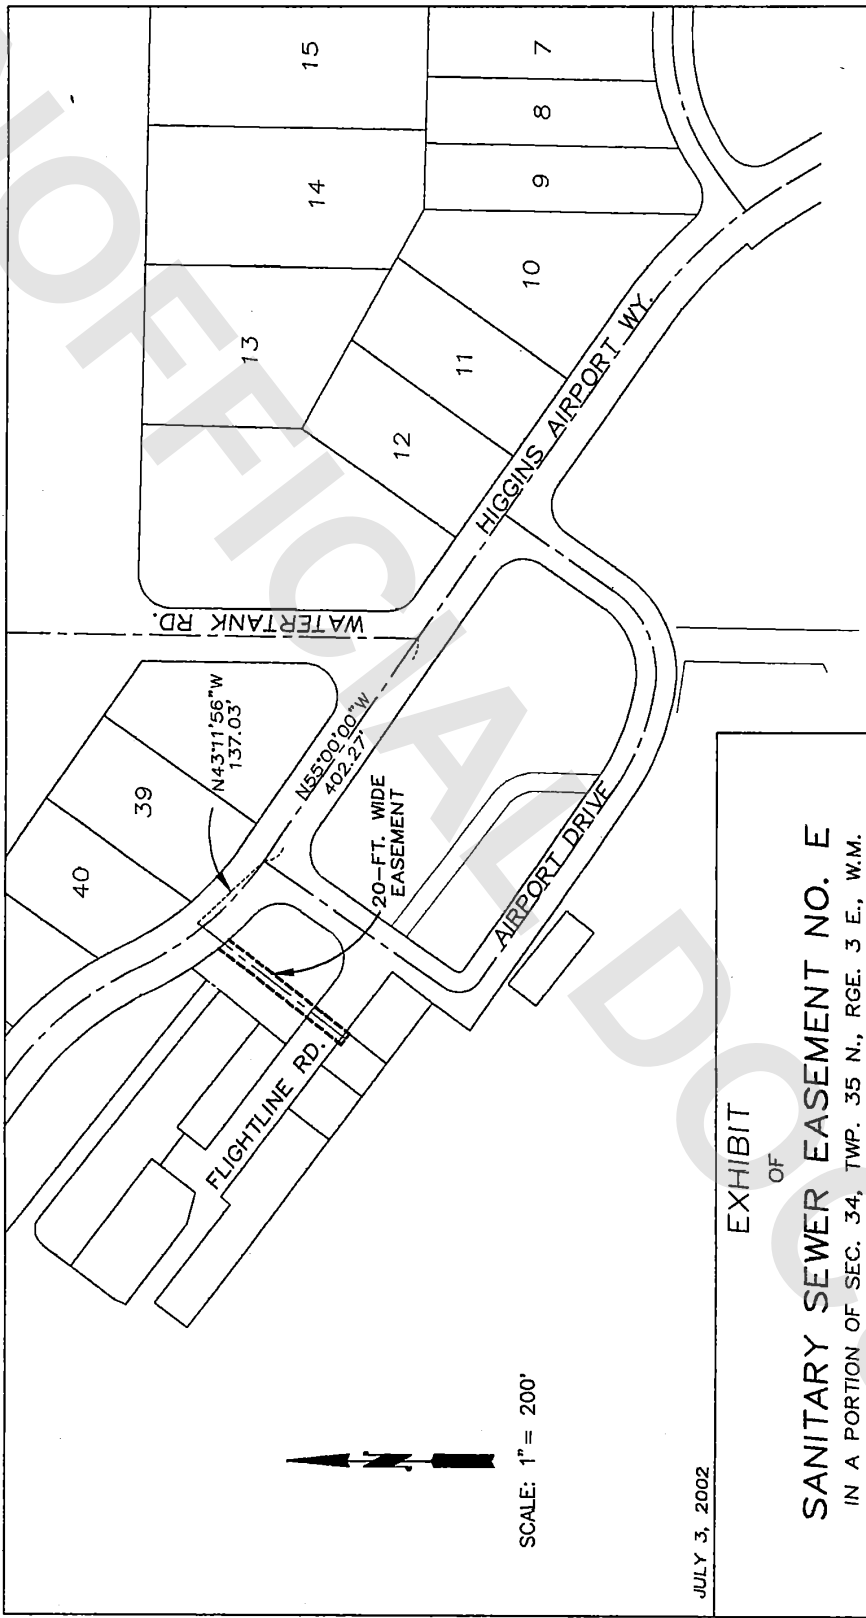 15
14
13
7
8
9
10
11
12
WATERTANK RD.
HIGGINS AIRPORT WY.
N43°11'56"W
137.03'
39
40
N55°00'00"W
402.27'
20-FT. WIDE
EASEMENT
AIRPORT DRIVE
FLIGHTLINE RD.
N
SCALE: 1" = 200'
JULY 3, 2002
EXHIBIT
OF
SANITARY SEWER EASEMENT NO. E
IN A PORTION OF SEC. 34, TWP. 35 N., RGE. 3 E., W.M.
OFFICIAL DOC